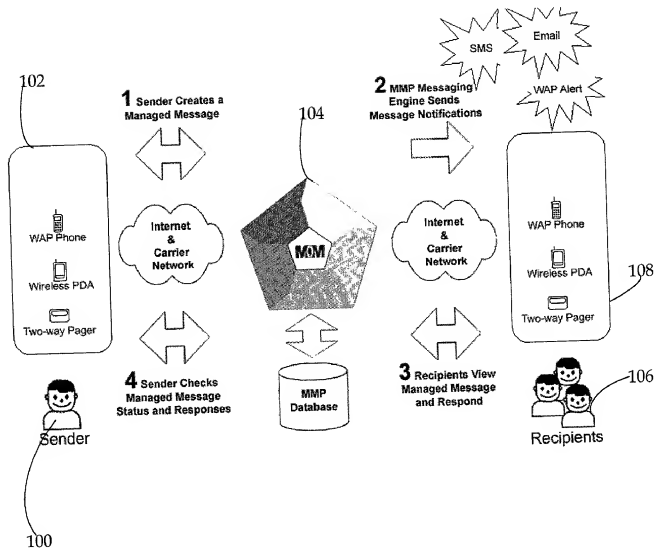 SMS
Email
WAP Alert
102
1 Sender Creates a
Managed Message
104
2 MMP Messaging
Engine Sends
Message Notifications
WAP Phone
Wireless PDA
Two-way Pager
Internet
&
Carrier
Network
MM
Internet
&
Carrier
Network
WAP Phone
Wireless PDA
Two-way Pager
108
4 Sender Checks
Managed Message
Status and Responses
MMP
Database
3 Recipients View
Managed Message
and Respond
106
Sender
Recipients
100